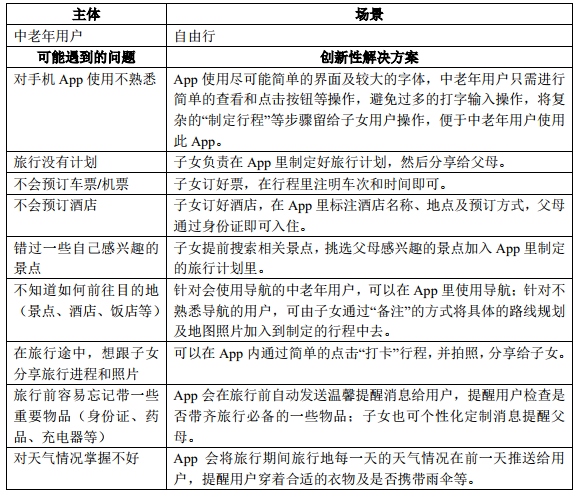 主体 场景
中老年用户 自由行
可能遇到的问题 创新性解决方案
对手机 App 使用不熟悉 App 使用尽可能简单的界面及较大的字体，中老年用户只需进行
简单的查看和点击按钮等操作，避免过多的打字输入操作，将复
杂的“制定行程”等步骤留给子女用户操作，便于中老年用户使用
此 App。
旅行没有计划 子女负责在 App 里制定好旅行计划，然后分享给父母。
不会预订车票/机票 子女订好票，在行程里注明车次和时间即可。
不会预订酒店 子女订好酒店，在 App 里标注酒店名称、地点及预订方式，父母
通过身份证即可入住。
错过一些自己感兴趣的 子女提前搜索相关景点，挑选父母感兴趣的景点加入 App 里制定
景点 的旅行计划里。
不知道如何前往目的地 针对会使用导航的中老年用户，可以在 App 里使用导航；针对不
（景点、酒店、饭店等） 熟悉导航的用户，可由子女通过“备注”的方式将具体的路线规划
及地图照片加入到制定的行程中去。
在旅行途中，想跟子女 可以在 App 内通过简单的点击“打卡”行程，并拍照，分享给子女。
分享旅行进程和照片
旅行前容易忘记带一些 App 会在旅行前自动发送温馨提醒消息给用户，提醒用户检查是
重要物品（身份证、药 否带齐旅行必备的一些物品；子女也可个性化定制消息提醒父
品、充电器等） 母。
对天气情况掌握不好 App 会将旅行期间旅行地每一天的天气情况在前一天推送给用
户，提醒用户穿着合适的衣物及是否携带雨伞等。